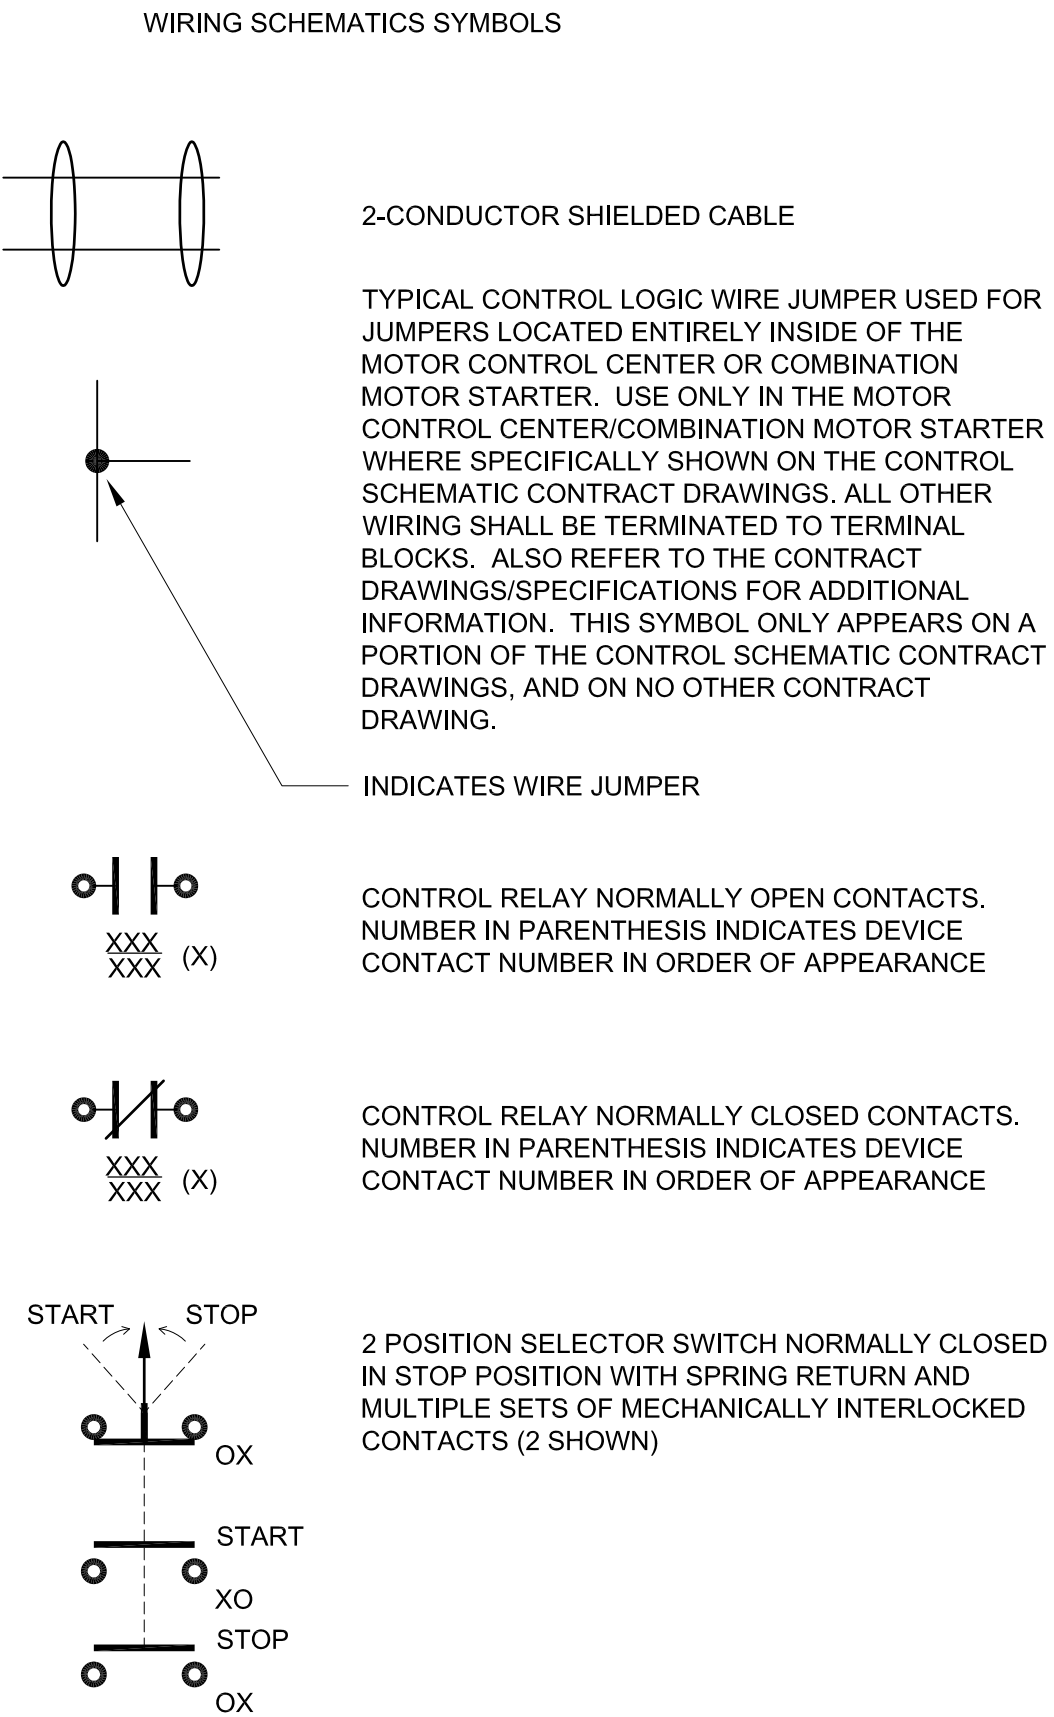 WIRING SCHEMATICS SYMBOLS
2-CONDUCTOR SHIELDED CABLE
TYPICAL CONTROL LOGIC WIRE JUMPER USED FOR
JUMPERS LOCATED ENTIRELY INSIDE OF THE
MOTOR CONTROL CENTER OR COMBINATION
MOTOR STARTER.  USE ONLY IN THE MOTOR
CONTROL CENTER/COMBINATION MOTOR STARTER
WHERE SPECIFICALLY SHOWN ON THE CONTROL
SCHEMATIC CONTRACT DRAWINGS. ALL OTHER
WIRING SHALL BE TERMINATED TO TERMINAL
BLOCKS.  ALSO REFER TO THE CONTRACT
DRAWINGS/SPECIFICATIONS FOR ADDITIONAL
INFORMATION.  THIS SYMBOL ONLY APPEARS ON A
PORTION OF THE CONTROL SCHEMATIC CONTRACT
DRAWINGS, AND ON NO OTHER CONTRACT
DRAWING.
INDICATES WIRE JUMPER
XXX
XXX (X)
CONTROL RELAY NORMALLY OPEN CONTACTS.
NUMBER IN PARENTHESIS INDICATES DEVICE
CONTACT NUMBER IN ORDER OF APPEARANCE
XXX
XXX (X)
CONTROL RELAY NORMALLY CLOSED CONTACTS.
NUMBER IN PARENTHESIS INDICATES DEVICE
CONTACT NUMBER IN ORDER OF APPEARANCE
START STOP
OX
START
XO
STOP
OX
2 POSITION SELECTOR SWITCH NORMALLY CLOSED
IN STOP POSITION WITH SPRING RETURN AND
MULTIPLE SETS OF MECHANICALLY INTERLOCKED
CONTACTS (2 SHOWN)